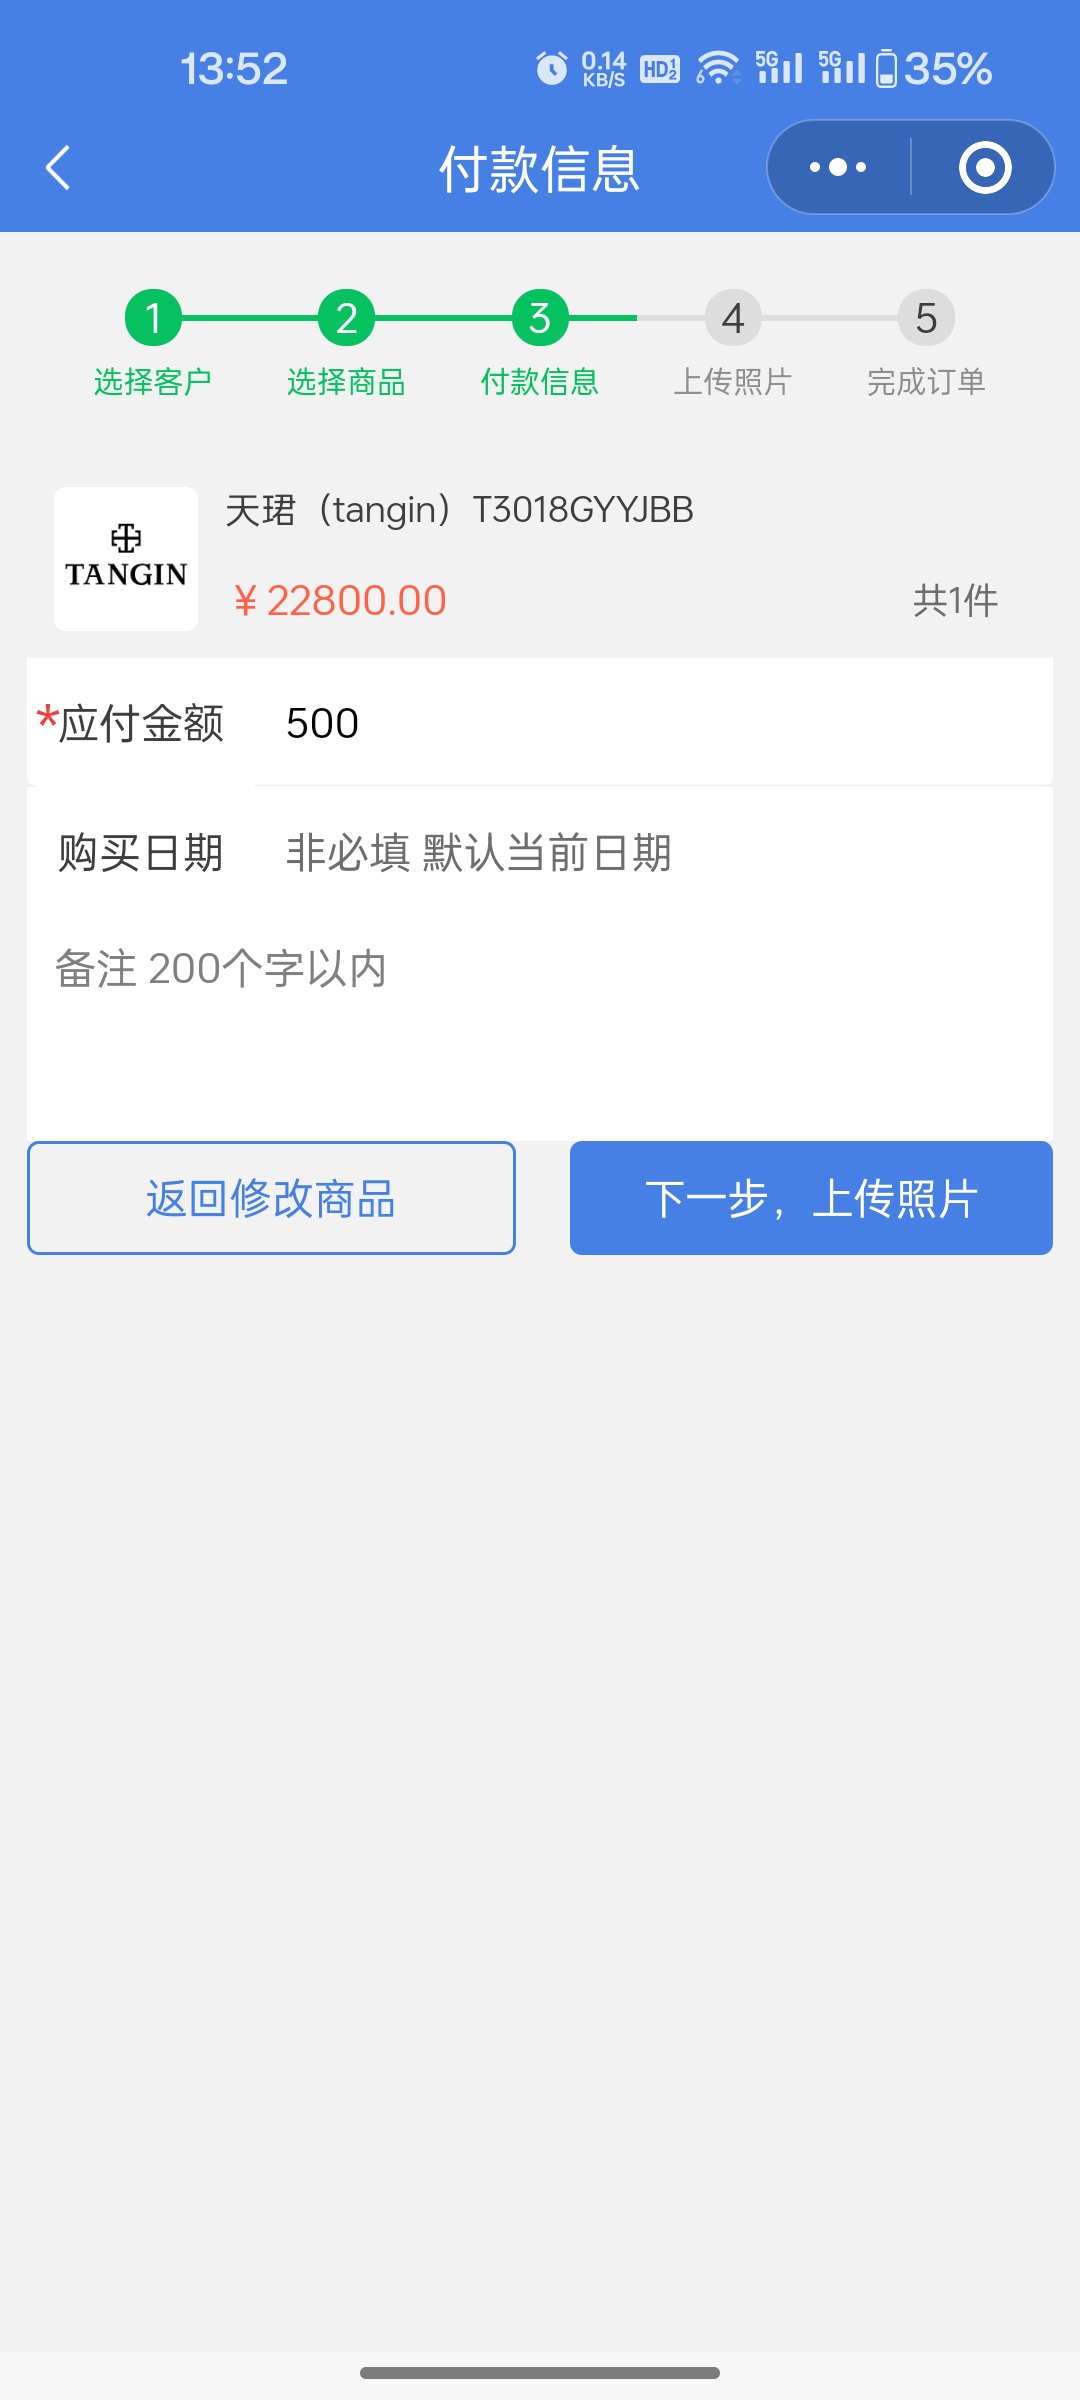 13:52 0.14 KB/S HD 1 2 6 5G 5G 35%
付款信息
1 2 3 4 5
选择客户 选择商品 付款信息 上传照片 完成订单
天珺（tangin）T3018GYYJBB
TANGIN
¥ 22800.00 共1件
*应付金额 500
购买日期 非必填 默认当前日期
备注 200个字以内
返回修改商品 下一步，上传照片